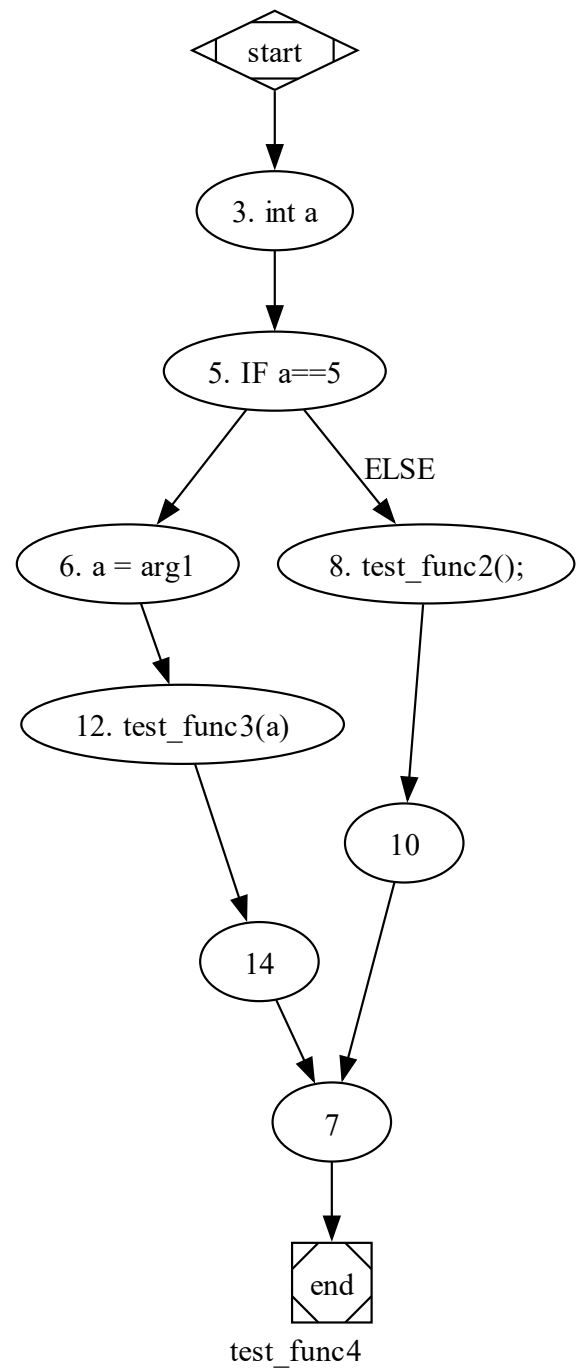 start
3. int a
5. IF a==5
ELSE
6. a = arg1
8. test_func2();
12. test_func3(a)
10
14
7
end
test_func4